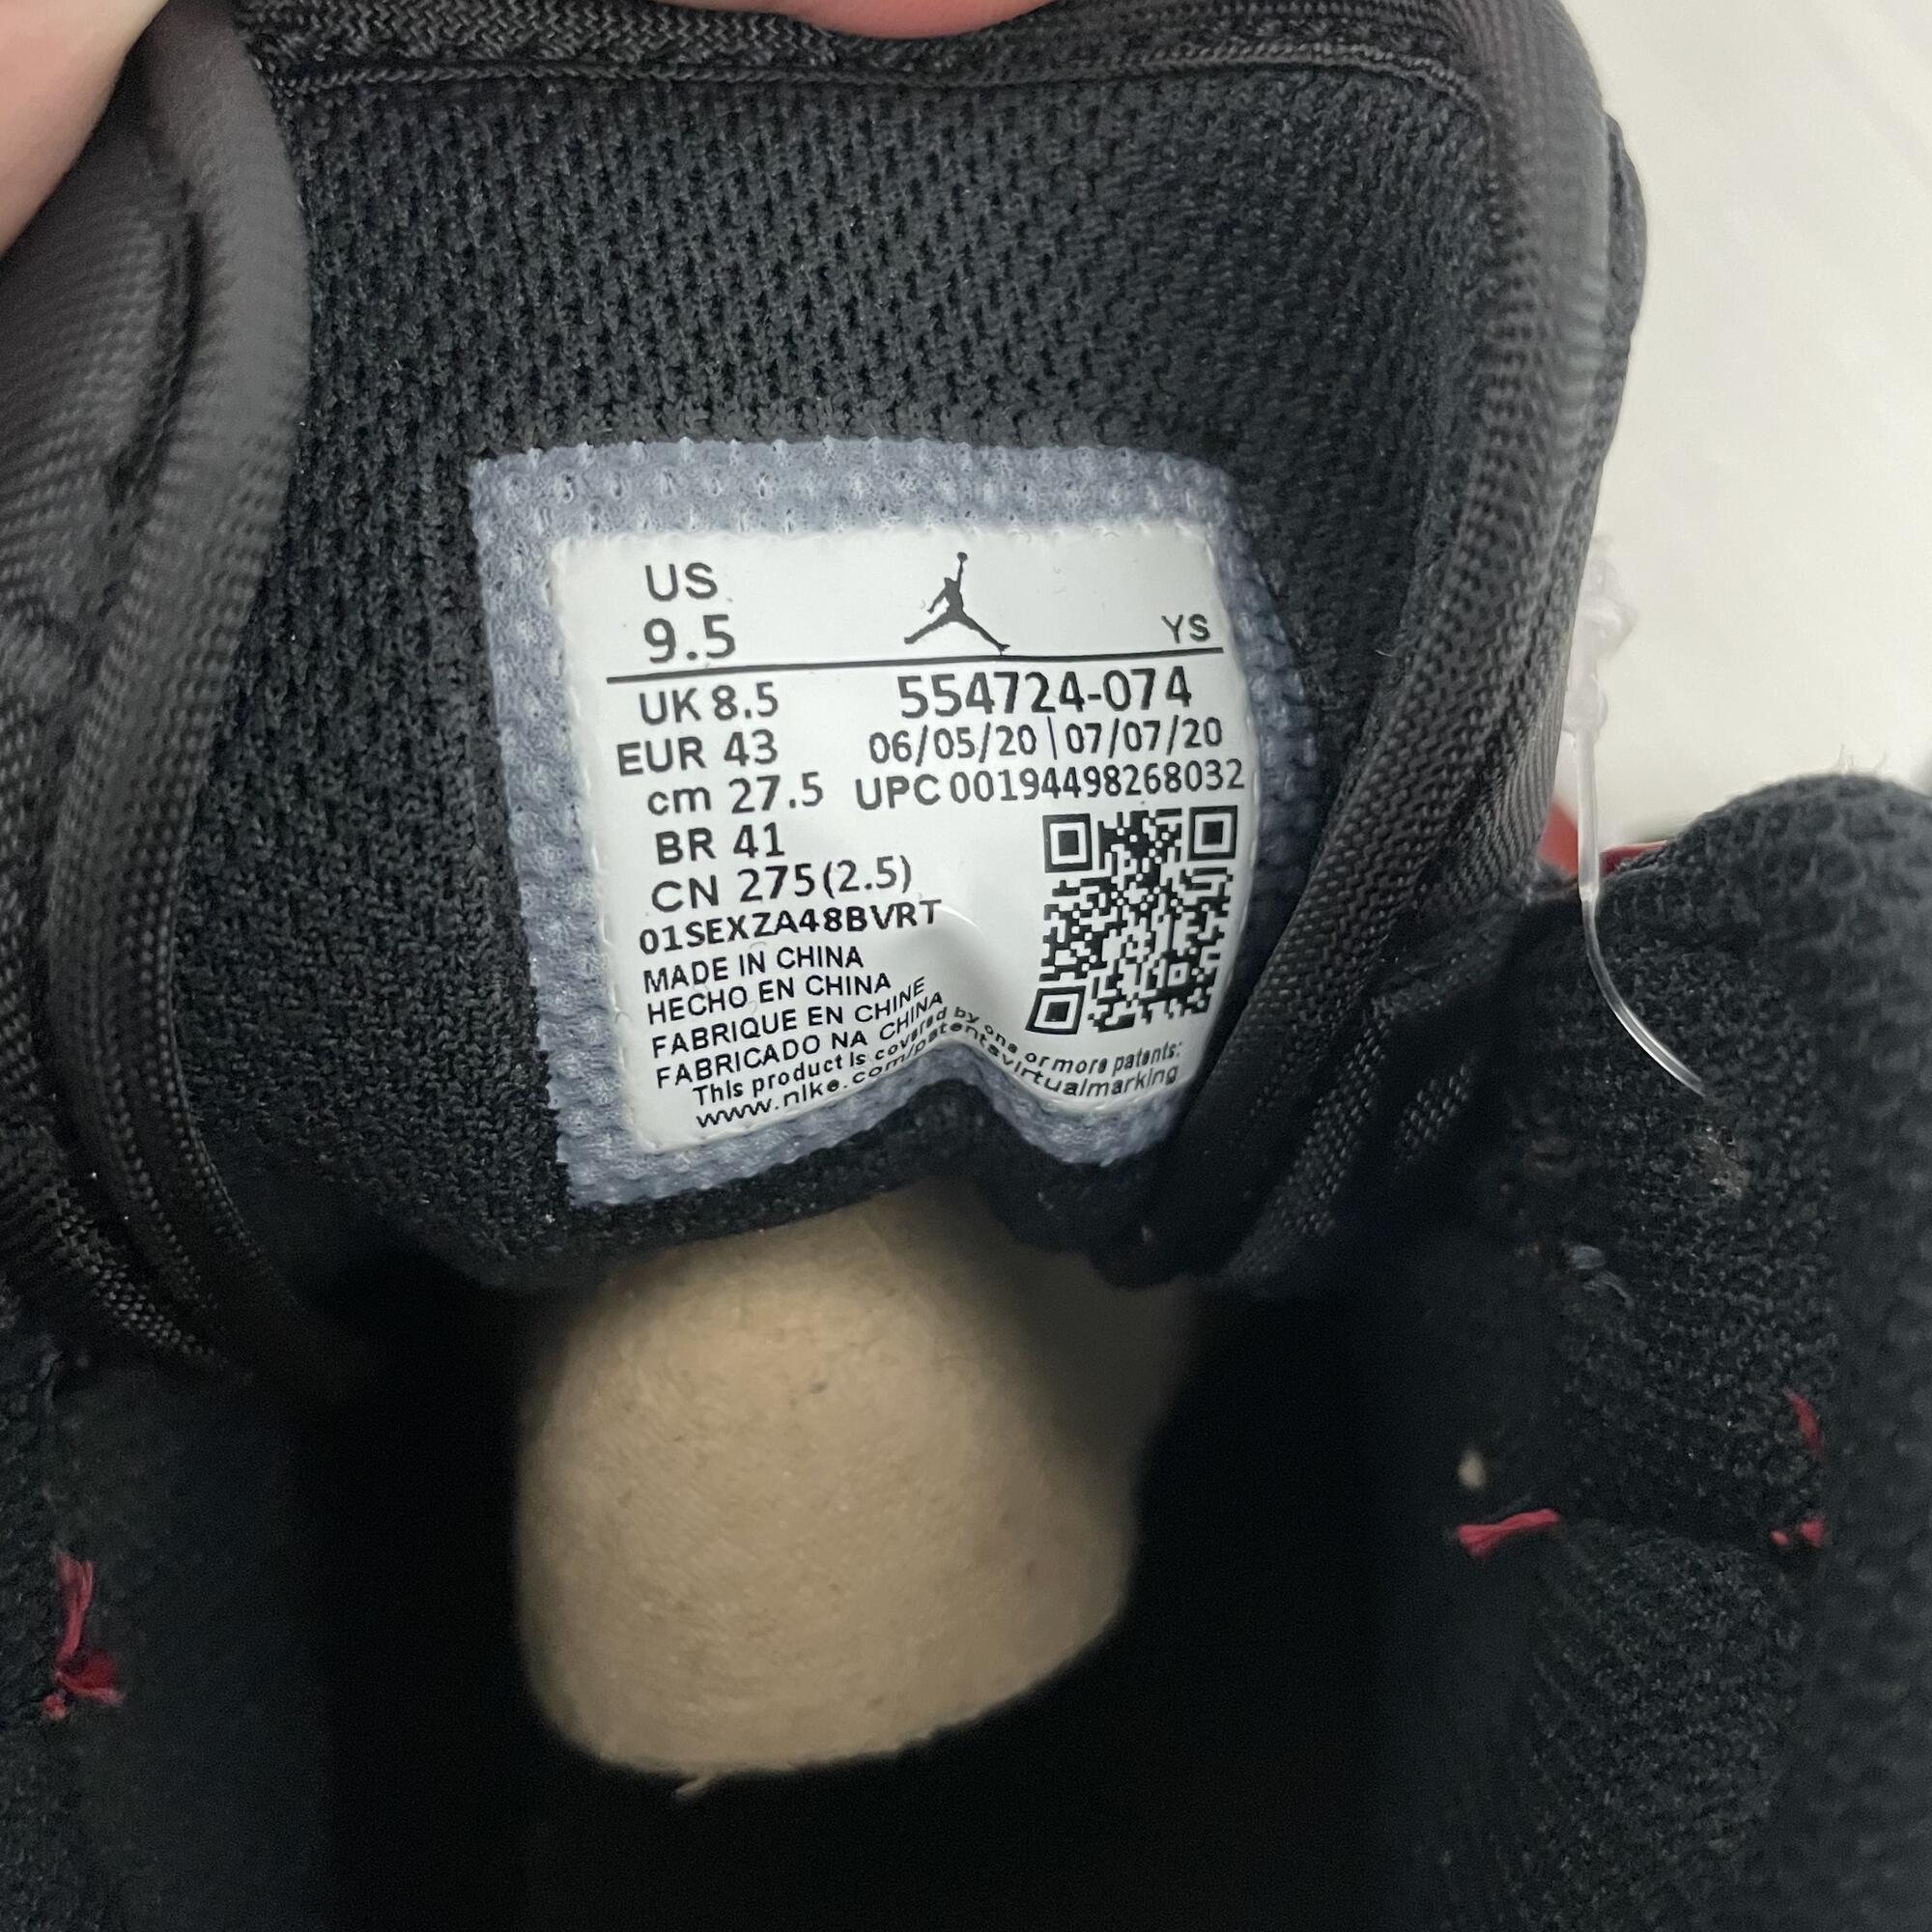 US
9.5
YS
UK 8.5
554724-074
EUR 43
06/05/20 | 07/07/20
cm 27.5
UPC 00194498268032
BR 41
CN 275(2.5)
01SEXZA48BVRT
MADE IN CHINA
HECHO EN CHINA
FABRIQUE EN CHINE
FABRICADO NA CHINA
This product is covered by one or more patents:
www.nike.com/patentsvirtualmarking